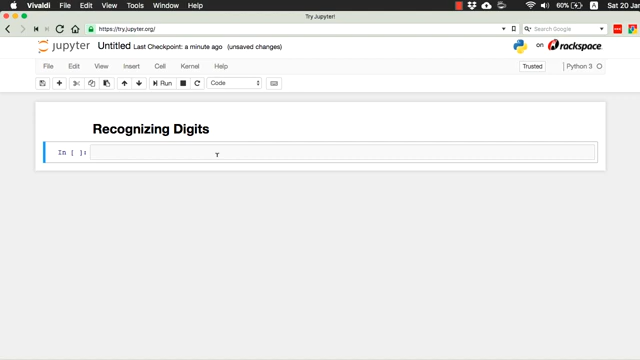 Vivaldi File Edit View Tools Window Help 60% A Sat 20 Jan
Try Jupyter!
https://try.jupyter.org/ Search Google
jupyter Untitled Last Checkpoint: a minute ago (unsaved changes) on rackspace
File Edit View Insert Cell Kernel Help Trusted Python 3
Run Code
Recognizing Digits
In [ ]: